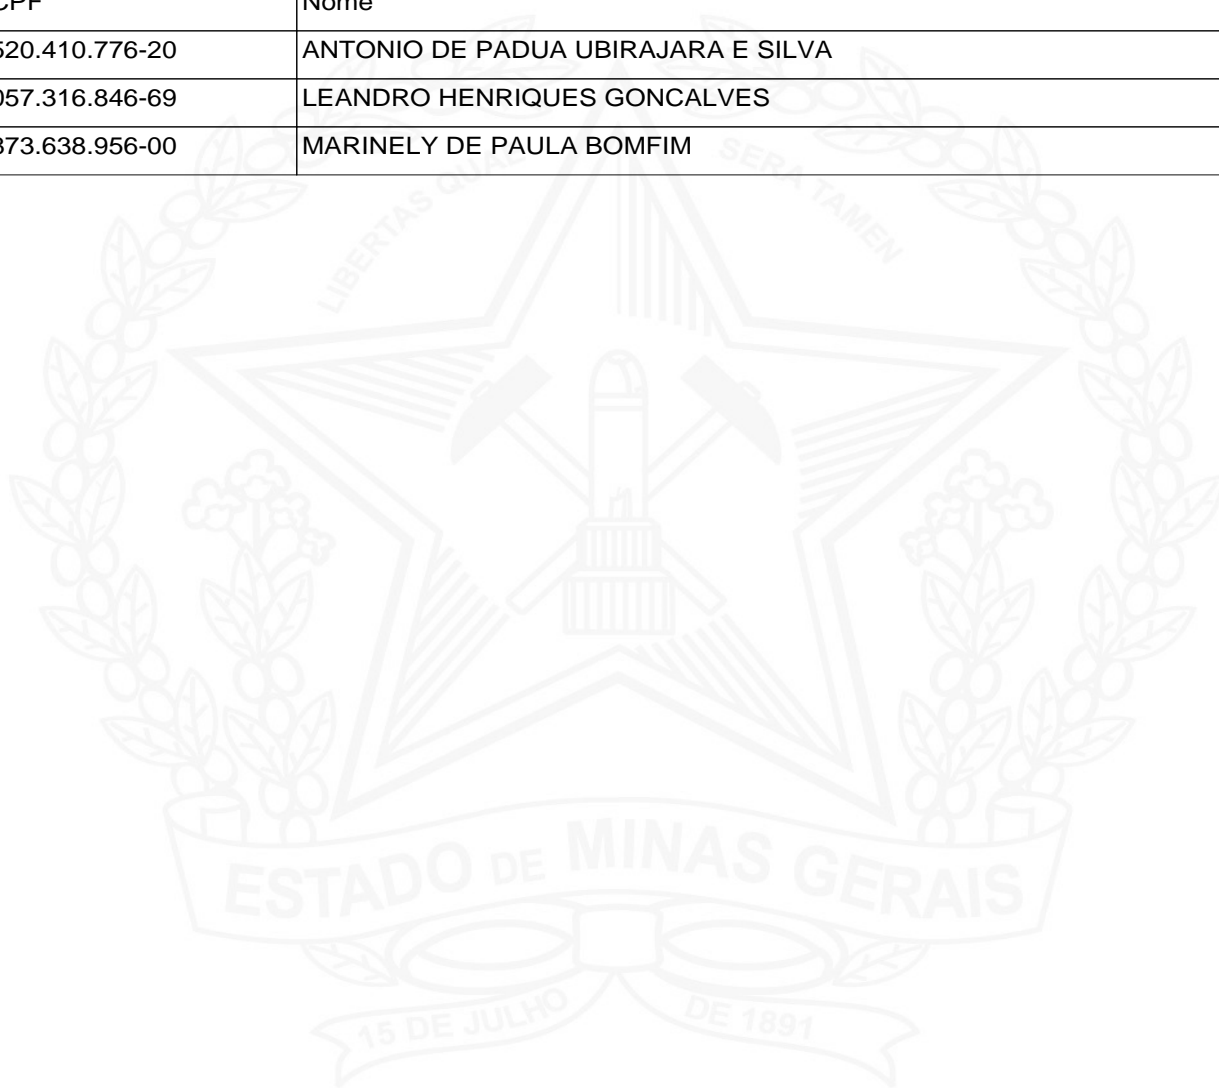 CPF Nome
520.410.776-20 ANTONIO DE PADUA UBIRAJARA E SILVA
057.316.846-69 LEANDRO HENRIQUES GONCALVES
873.638.956-00 MARINELY DE PAULA BOMFIM
LIBERTAS QUAE SERA TAMEN
ESTADO DE MINAS GERAIS
15 DE JULHO DE 1891